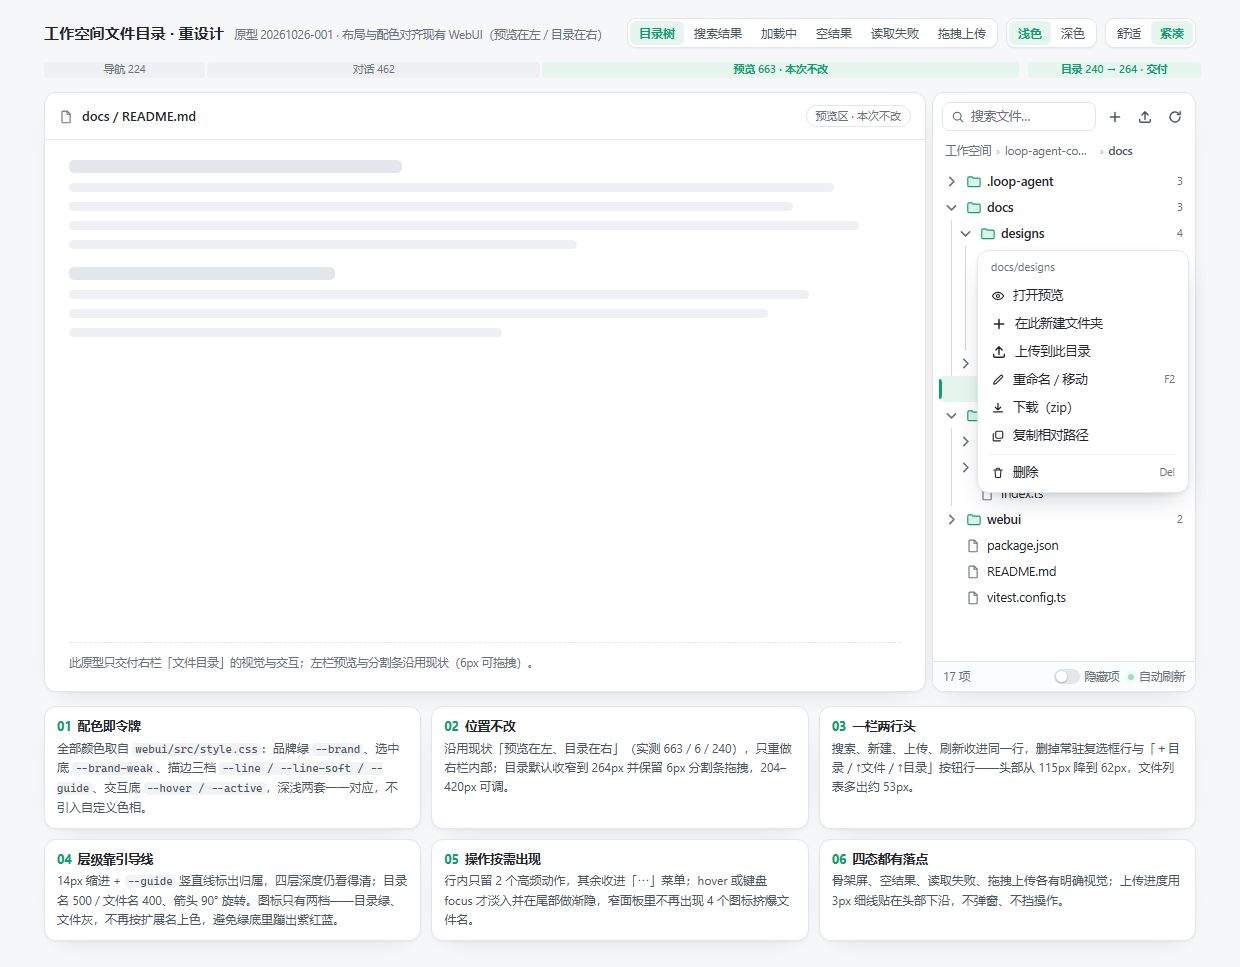 工作空间文件目录 · 重设计
原型 20261026-001 · 布局与配色对齐现有 WebUI（预览在左 / 目录在右）
目录树 搜索结果 加载中 空结果 读取失败 拖拽上传
浅色 深色
舒适 紧凑
导航 224
对话 462
预览 663 · 本次不改
目录 240 → 264 · 交付
docs / README.md
预览区 · 本次不改
此原型只交付右栏「文件目录」的视觉与交互；左栏预览与分割条沿用现状（6px 可拖拽）。
搜索文件...
工作空间 › loop-agent-co... › docs
.loop-agent 3
docs 3
designs 4
docs/designs
打开预览
在此新建文件夹
上传到此目录
重命名 / 移动 F2
下载（zip）
复制相对路径
删除 Del
index.ts
webui 2
package.json
README.md
vitest.config.ts
17 项
隐藏项
自动刷新
01 配色即令牌
全部颜色取自 webui/src/style.css：品牌绿 --brand、选中
底 --brand-weak、描边三档 --line / --line-soft / --
guide、交互底 --hover / --active，深浅两套一一对应，不
引入自定义色相。
02 位置不改
沿用现状「预览在左、目录在右」（实测 663 / 6 / 240），只重做
右栏内部；目录默认收窄到 264px 并保留 6px 分割条拖拽，204–
420px 可调。
03 一栏两行头
搜索、新建、上传、刷新收进同一行，删掉常驻复选框行与「＋目
录 / ↑文件 / ↑目录」按钮行——头部从 115px 降到 62px，文件列
表多出约 53px。
04 层级靠引导线
14px 缩进 + --guide 竖直线标出归属，四层深度仍看得清；目录
名 500 / 文件名 400、箭头 90° 旋转。图标只有两档——目录绿、
文件灰，不再按扩展名上色，避免绿底里蹦出紫红蓝。
05 操作按需出现
行内只留 2 个高频动作，其余收进「⋯」菜单；hover 或键盘
focus 才淡入并在尾部做渐隐，窄面板里不再出现 4 个图标挤爆文
件名。
06 四态都有落点
骨架屏、空结果、读取失败、拖拽上传各有明确视觉；上传进度用
3px 细线贴在头部下沿，不弹窗、不挡操作。